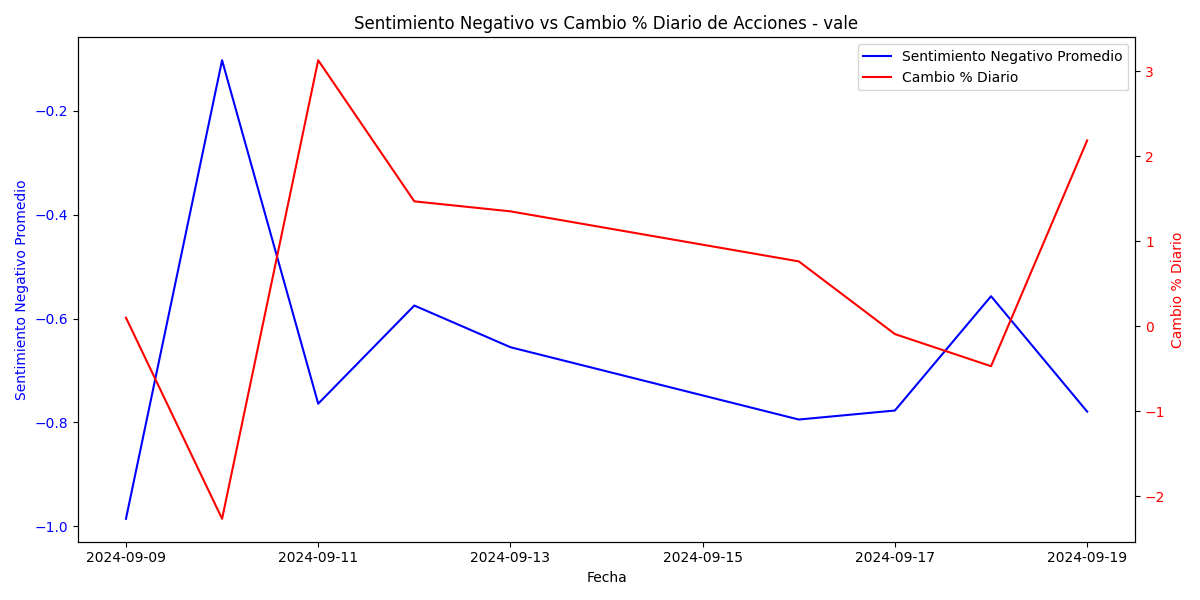 Sentimiento Negativo vs Cambio % Diario de Acciones - vale
Sentimiento Negativo Promedio
Cambio % Diario
Sentimiento Negativo Promedio
−0.2
−0.4
−0.6
−0.8
−1.0
3
2
1
0
−1
−2
Cambio % Diario
2024-09-09
2024-09-11
2024-09-13
2024-09-15
2024-09-17
2024-09-19
Fecha